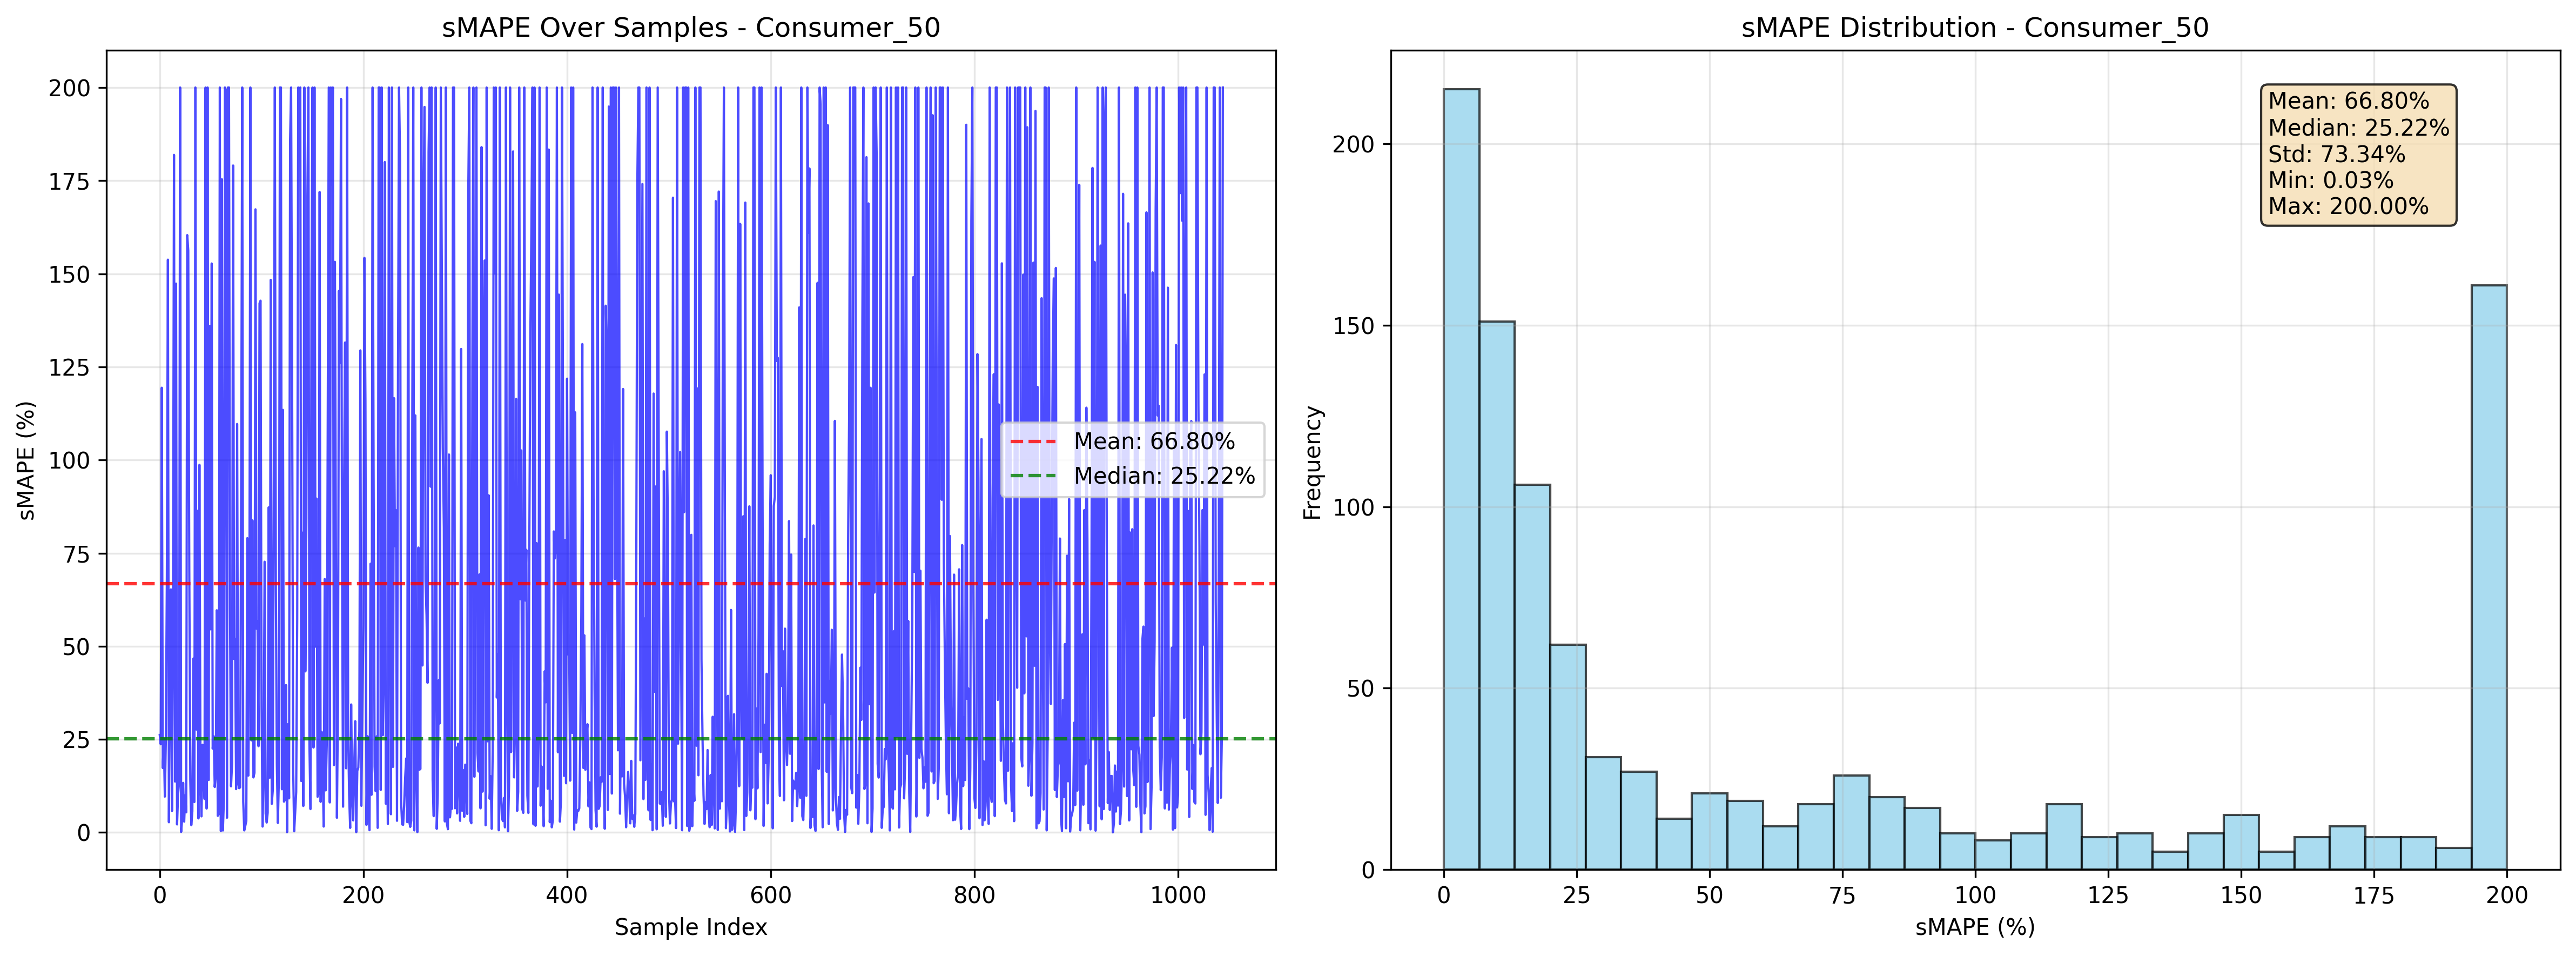 sMAPE Over Samples - Consumer_50
sMAPE (%)
200
175
150
125
100
75
50
25
0
Mean: 66.80%
Median: 25.22%
0 200 400 600 800 1000
Sample Index
sMAPE Distribution - Consumer_50
Frequency
200
150
100
50
0
Mean: 66.80%
Median: 25.22%
Std: 73.34%
Min: 0.03%
Max: 200.00%
0 25 50 75 100 125 150 175 200
sMAPE (%)